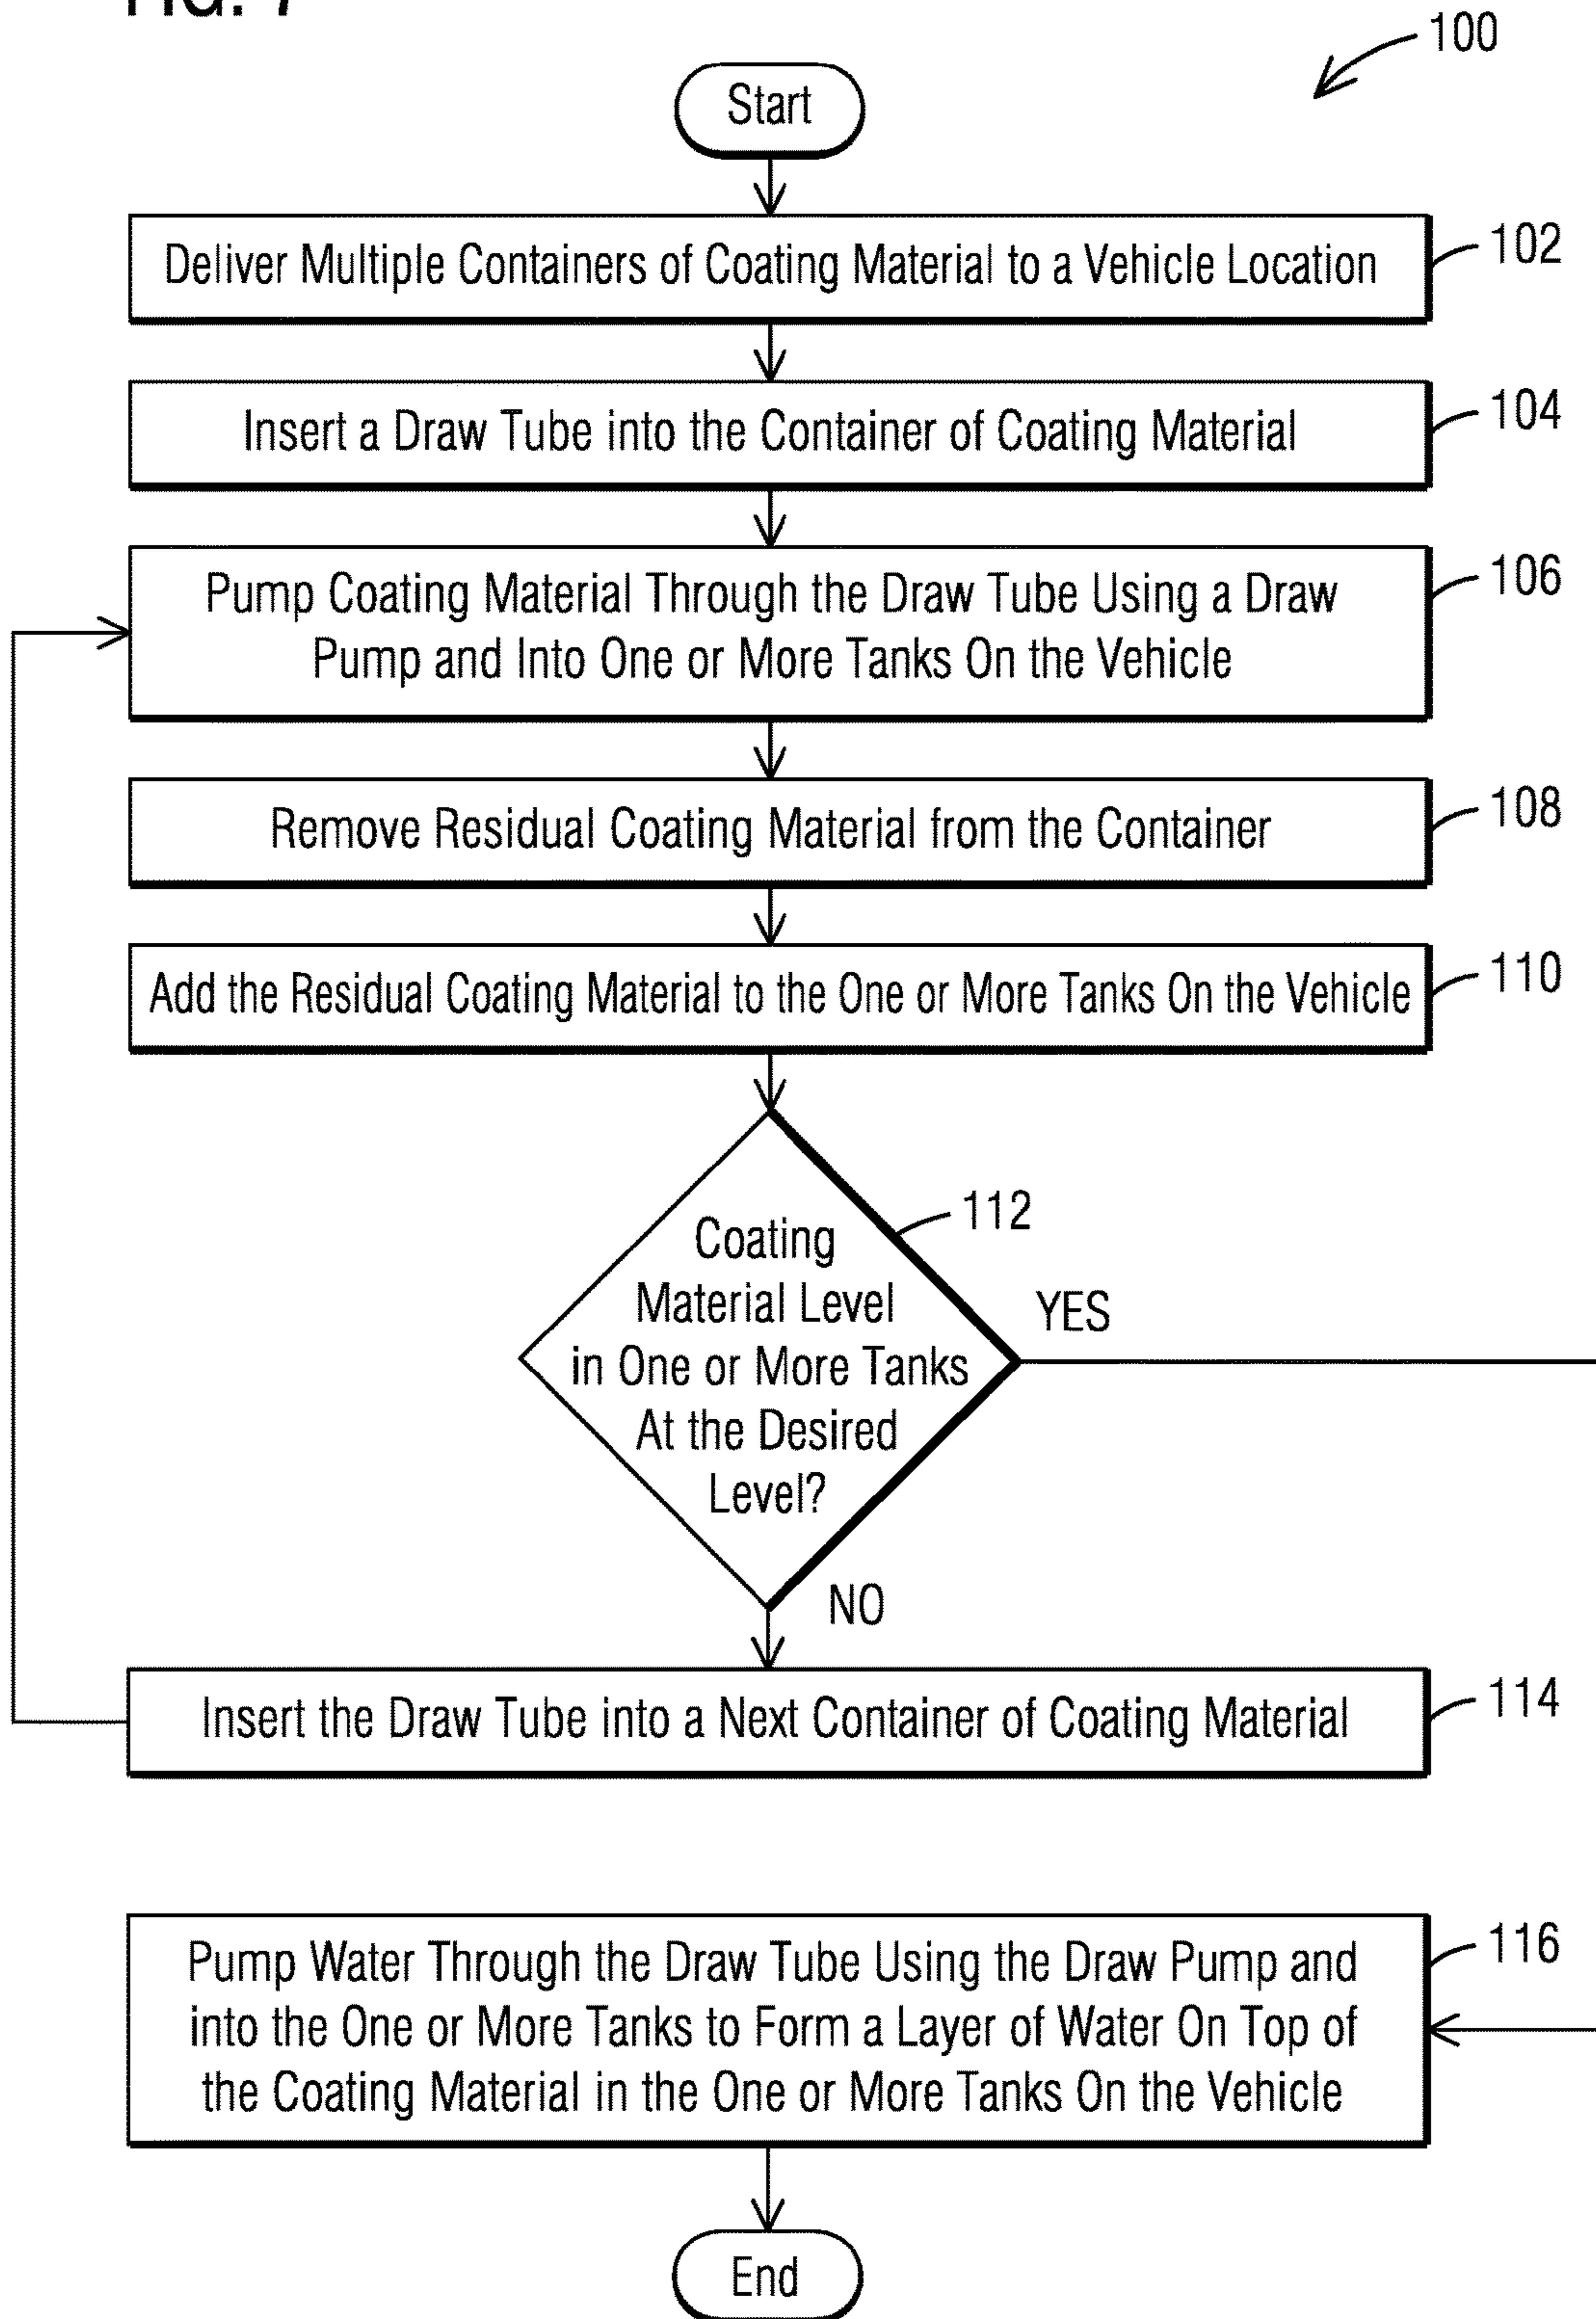 FIG. 7
100
Start
Deliver Multiple Containers of Coating Material to a Vehicle Location
102
Insert a Draw Tube into the Container of Coating Material
104
Pump Coating Material Through the Draw Tube Using a Draw
Pump and Into One or More Tanks On the Vehicle
106
Remove Residual Coating Material from the Container
108
Add the Residual Coating Material to the One or More Tanks On the Vehicle
110
Coating
Material Level
in One or More Tanks
At the Desired
Level?
112
YES
NO
Insert the Draw Tube into a Next Container of Coating Material
114
Pump Water Through the Draw Tube Using the Draw Pump and
into the One or More Tanks to Form a Layer of Water On Top of
the Coating Material in the One or More Tanks On the Vehicle
116
End